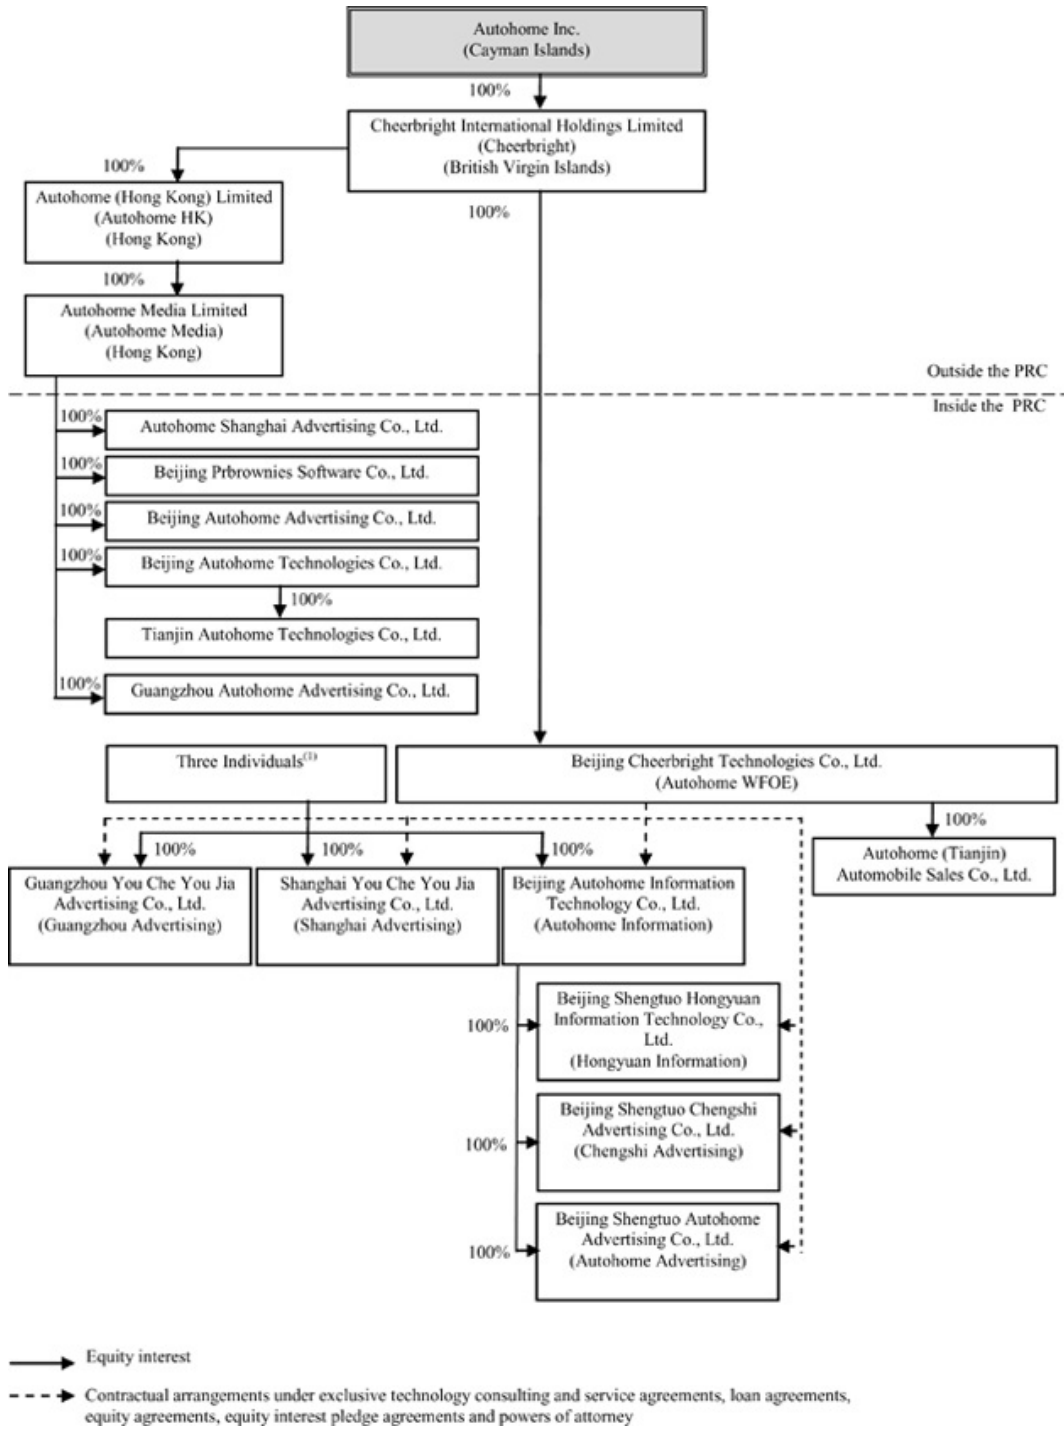 Autohome Inc.
(Cayman Islands)
100%
Cheerbright International Holdings Limited
(Cheerbright)
(British Virgin Islands)
100%
100%
Autohome (Hong Kong) Limited
(Autohome HK)
(Hong Kong)
100%
Autohome Media Limited
(Autohome Media)
(Hong Kong)
Outside the PRC
Inside the PRC
100%
Autohome Shanghai Advertising Co., Ltd.
100%
Beijing Prbrownies Software Co., Ltd.
100%
Beijing Autohome Advertising Co., Ltd.
100%
Beijing Autohome Technologies Co., Ltd.
100%
Tianjin Autohome Technologies Co., Ltd.
100%
Guangzhou Autohome Advertising Co., Ltd.
Three Individuals(1)
Beijing Cheerbright Technologies Co., Ltd.
(Autohome WFOE)
100%
Autohome (Tianjin)
Automobile Sales Co., Ltd.
100%
100%
100%
Guangzhou You Che You Jia
Advertising Co., Ltd.
(Guangzhou Advertising)
Shanghai You Che You Jia
Advertising Co., Ltd.
(Shanghai Advertising)
Beijing Autohome Information
Technology Co., Ltd.
(Autohome Information)
100%
Beijing Shengtuo Hongyuan
Information Technology Co.,
Ltd.
(Hongyuan Information)
100%
Beijing Shengtuo Chengshi
Advertising Co., Ltd.
(Chengshi Advertising)
100%
Beijing Shengtuo Autohome
Advertising Co., Ltd.
(Autohome Advertising)
Equity interest
Contractual arrangements under exclusive technology consulting and service agreements, loan agreements,
equity agreements, equity interest pledge agreements and powers of attorney